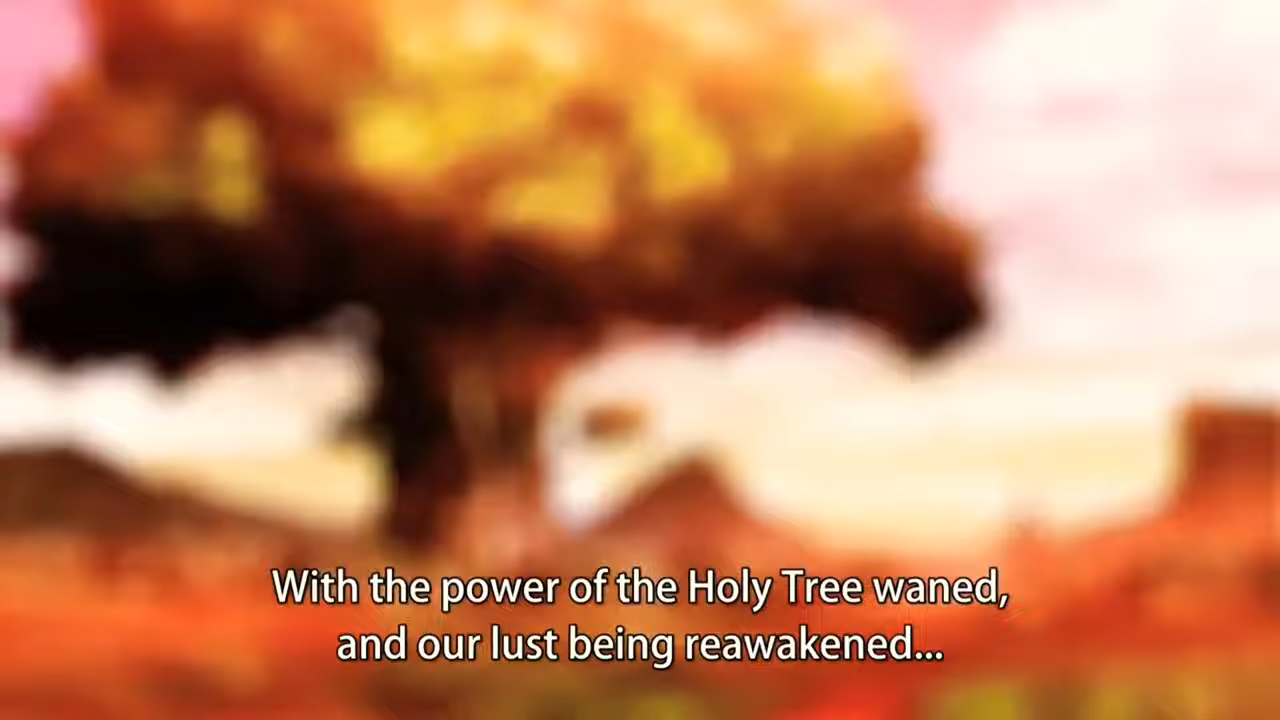 With the power of the Holy Tree waned,
and our lust being reawakened...